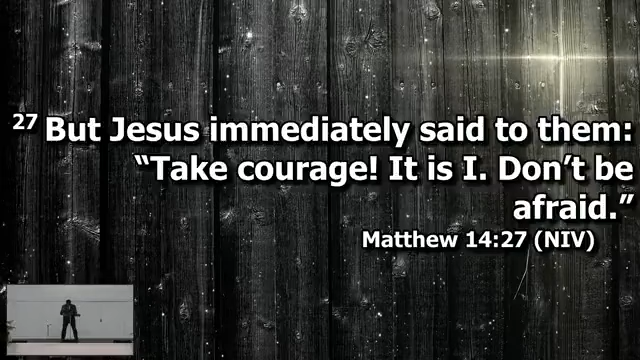 27 But Jesus immediately said to them:
“Take courage! It is I. Don’t be
afraid.”
Matthew 14:27 (NIV)